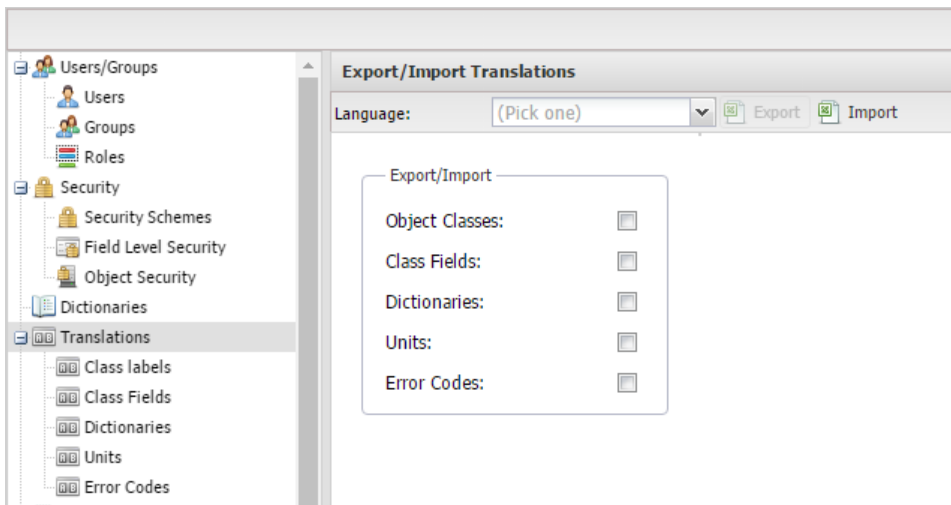 Users/Groups
Users
Groups
Roles
Security
Security Schemes
Field Level Security
Object Security
Dictionaries
Translations
Class labels
Class Fields
Dictionaries
Units
Error Codes
Export/Import Translations
Language: (Pick one) Export Import
Export/Import
Object Classes:
Class Fields:
Dictionaries:
Units:
Error Codes: